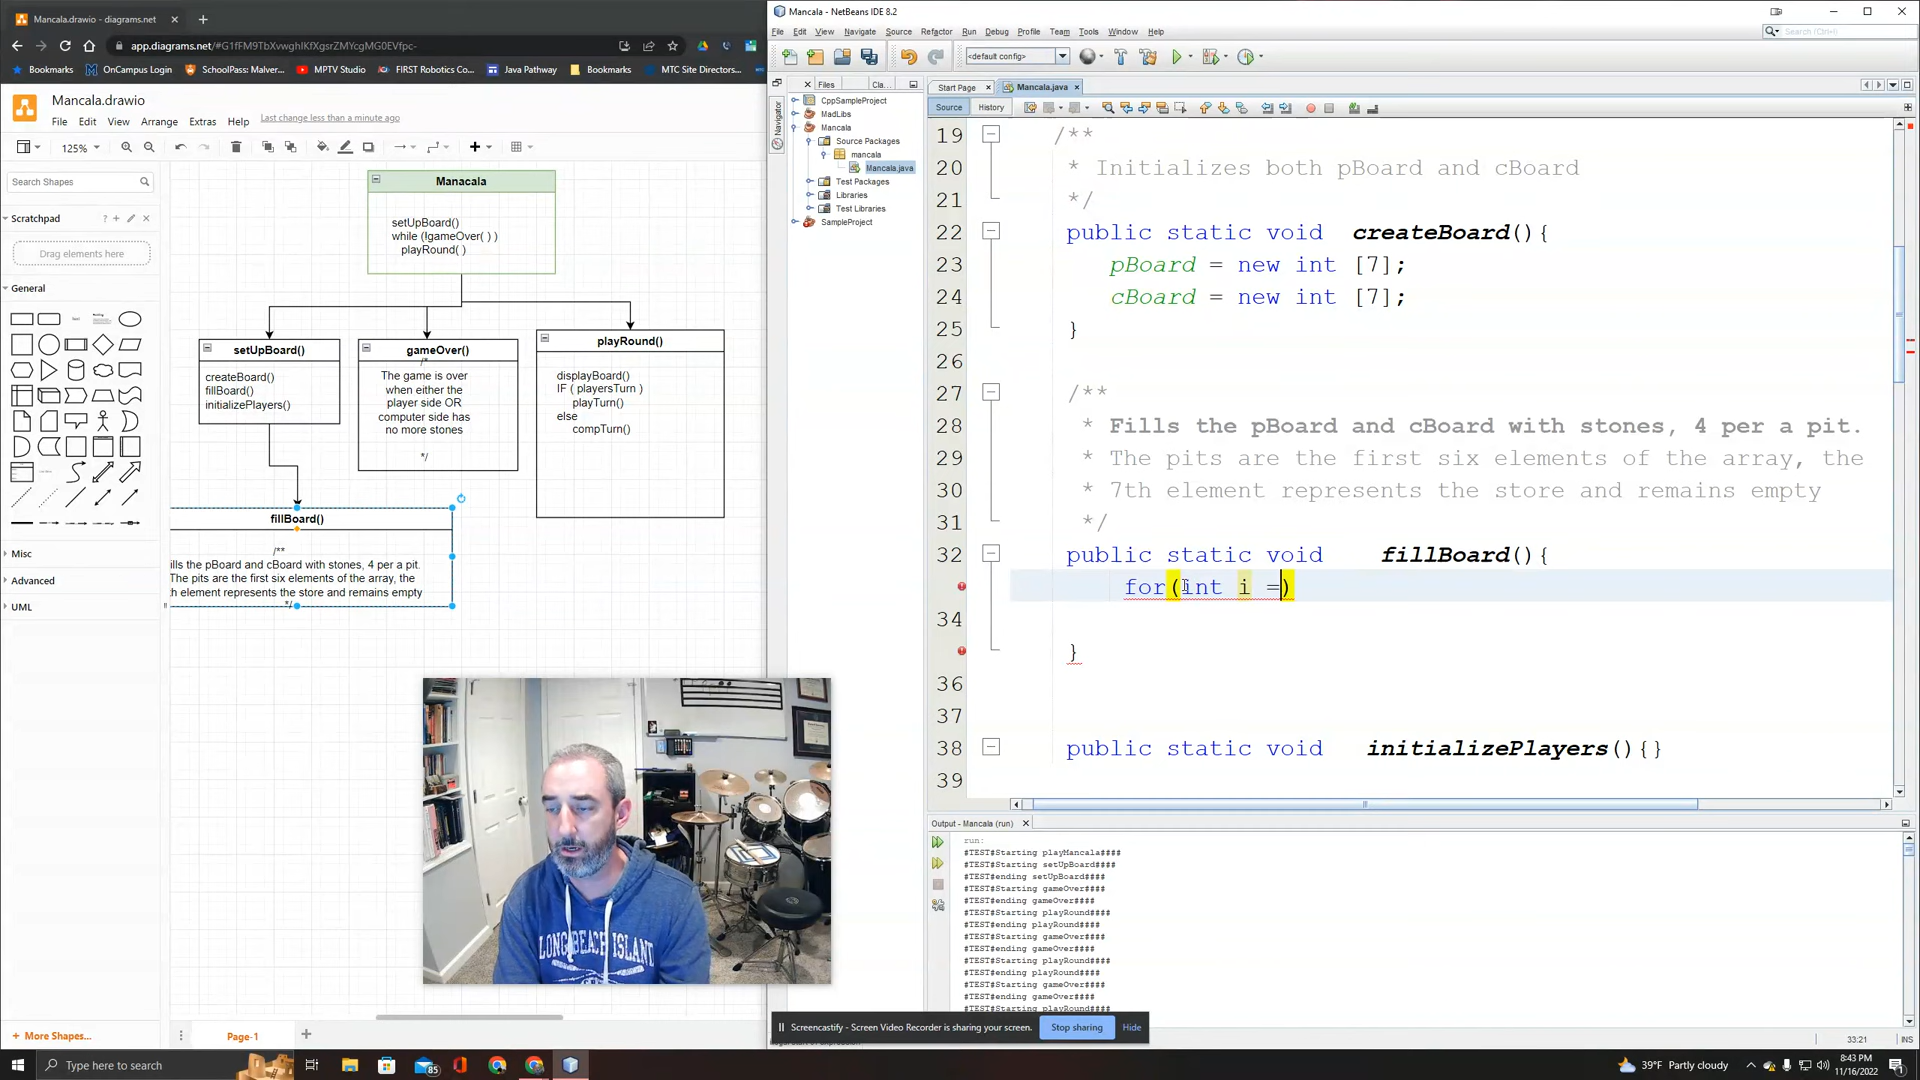 Mancala.drawio - diagrams.net
app.diagrams.net/#G1fFM9TbXvwghIKfXgsrZMYcgMG0EVfpc-
Bookmarks
OnCampus Login
SchoolPass: Malver...
MPTV Studio
FIRST Robotics Co...
Java Pathway
Bookmarks
MTC Site Directors...
Mancala.drawio
File
Edit
View
Arrange
Extras
Help
Last change less than a minute ago
125%
Search Shapes
Scratchpad
Drag elements here
General
Misc
Advanced
UML
+ More Shapes...
Page-1
Manacala
setUpBoard()
while (!gameOver( ) )
playRound( )
setUpBoard()
createBoard()
fillBoard()
initializePlayers()
gameOver()
/*
The game is over
when either the
player side OR
computer side has
no more stones
*/
playRound()
displayBoard()
IF ( playersTurn )
playTurn()
else
compTurn()
fillBoard()
/**
ills the pBoard and cBoard with stones, 4 per a pit.
The pits are the first six elements of the array, the
th element represents the store and remains empty
*/
Mancala - NetBeans IDE 8.2
File Edit View Navigate Source Refactor Run Debug Profile Team Tools Window Help
Search (Ctrl+I)
<default config>
Files
Cla...
Navigator
CppSampleProject
MadLibs
Mancala
Source Packages
mancala
Mancala.java
Test Packages
Libraries
Test Libraries
SampleProject
Start Page
Mancala.java
Source
History
19 /**
20 * Initializes both pBoard and cBoard
21 */
22 public static void createBoard(){
23 pBoard = new int [7];
24 cBoard = new int [7];
25 }
26
27 /**
28 * Fills the pBoard and cBoard with stones, 4 per a pit.
29 * The pits are the first six elements of the array, the
30 * 7th element represents the store and remains empty
31 */
32 public static void fillBoard(){
for(int i =)
34
}
36
37
38 public static void initializePlayers(){}
39
Output - Mancala (run)
run:
#TEST#Starting playMancala####
#TEST#Starting setUpBoard####
#TEST#ending setUpBoard####
#TEST#Starting gameOver####
#TEST#ending gameOver####
#TEST#Starting playRound####
#TEST#ending playRound####
#TEST#Starting gameOver####
#TEST#ending gameOver####
#TEST#Starting playRound####
#TEST#ending playRound####
#TEST#Starting gameOver####
#TEST#ending gameOver####
#TEST#Starting playRound####
LONG BEACH ISLAND
Screencastify - Screen Video Recorder is sharing your screen.
Stop sharing
Hide
33:21
INS
Type here to search
85
39°F Partly cloudy
8:43 PM
11/16/2022